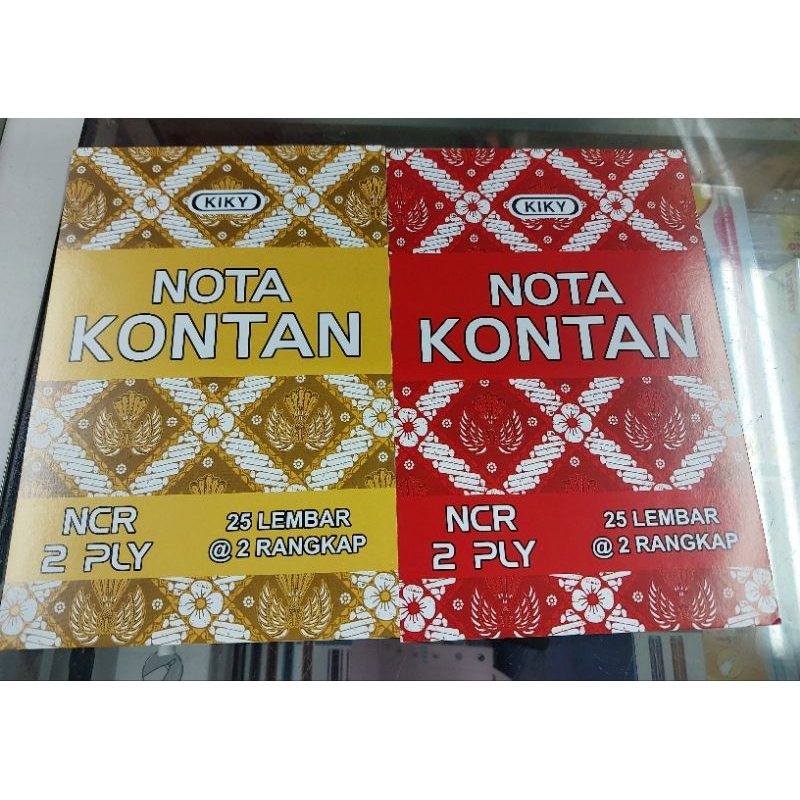 KIKY
NOTA
KONTAN
NCR
2 PLY
25 LEMBAR
@ 2 RANGKAP
KIKY
NOTA
KONTAN
NCR
2 PLY
25 LEMBAR
@ 2 RANGKAP